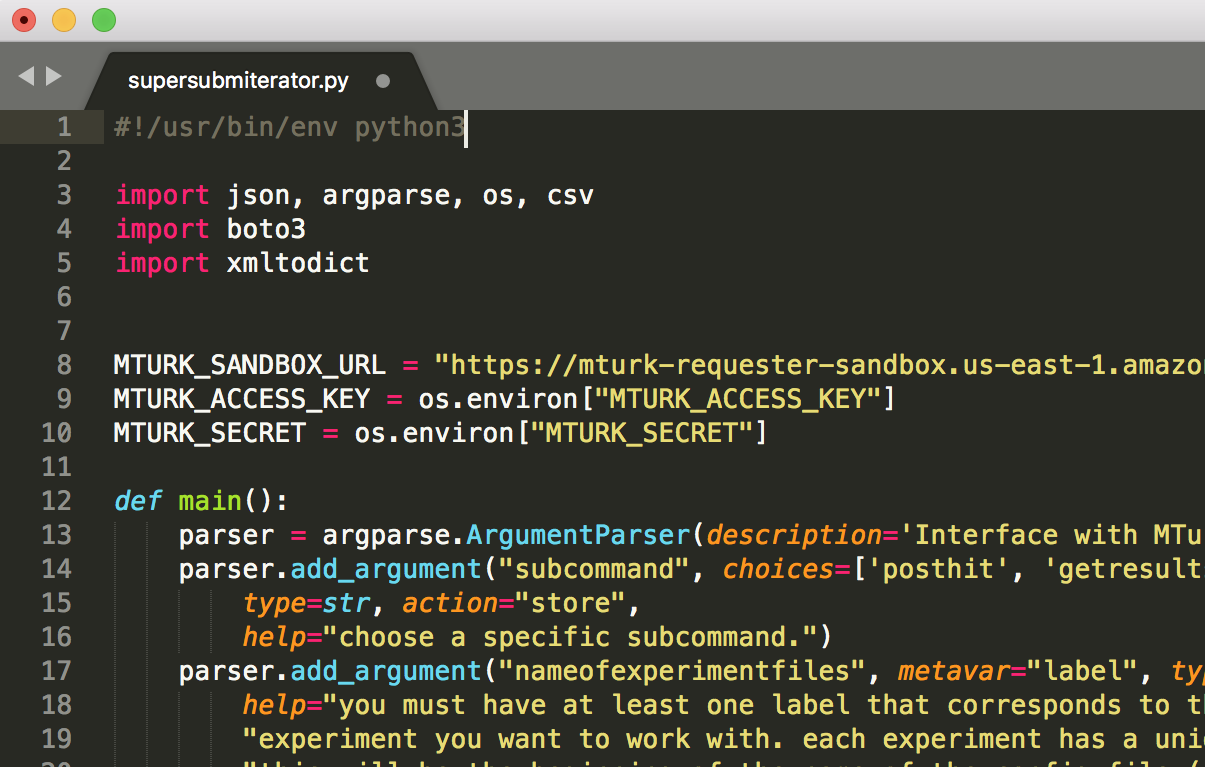 supersubmiterator.py
1 #!/usr/bin/env python3
2
3 import json, argparse, os, csv
4 import boto3
5 import xmltodict
6
7
8 MTURK_SANDBOX_URL = "https://mturk-requester-sandbox.us-east-1.amazo
9 MTURK_ACCESS_KEY = os.environ["MTURK_ACCESS_KEY"]
10 MTURK_SECRET = os.environ["MTURK_SECRET"]
11
12 def main():
13 parser = argparse.ArgumentParser(description='Interface with MTu
14 parser.add_argument("subcommand", choices=['posthit', 'getresult
15 type=str, action="store",
16 help="choose a specific subcommand.")
17 parser.add_argument("nameofexperimentfiles", metavar="label", ty
18 help="you must have at least one label that corresponds to th
19 "experiment you want to work with. each experiment has a uni